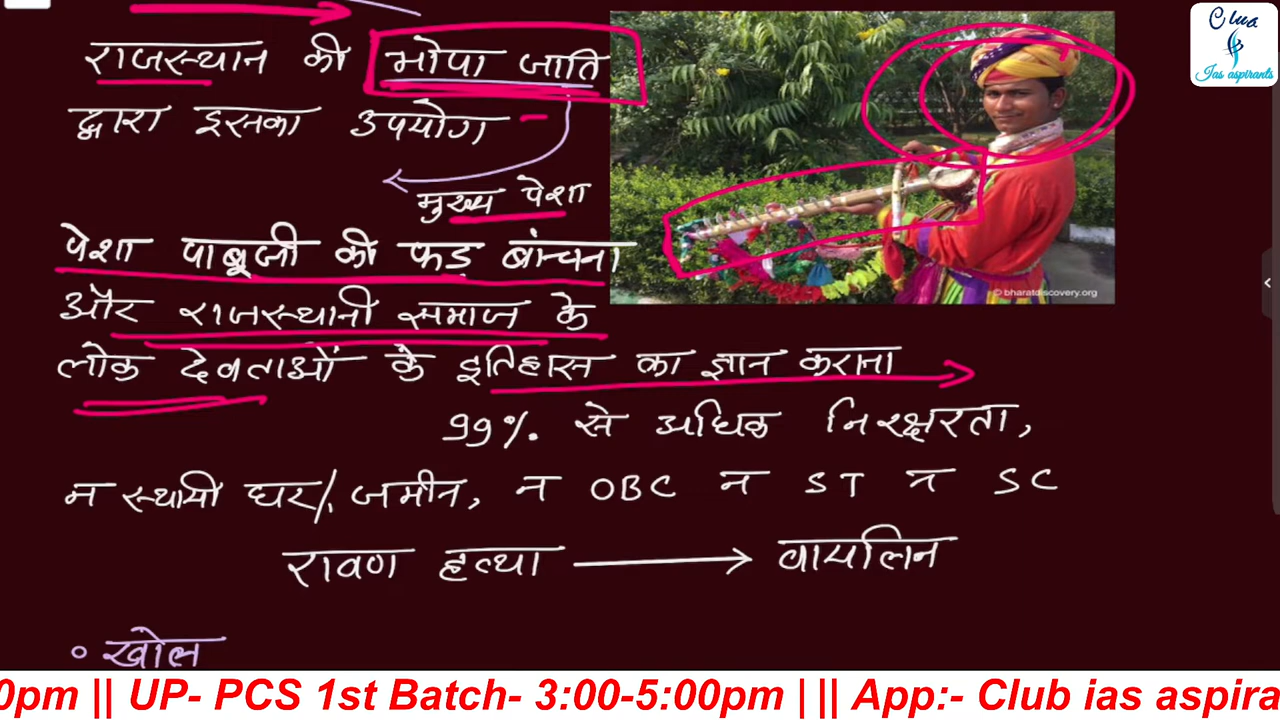 Club
Ias aspirants
राजस्थान की भोपा जाति
द्वारा इसका उपयोग -
मुख्य पेशा
पेशा पाबूजी की फड़ बांचना
और राजस्थानी समाज के
लोक देवताओं के इतिहास का ज्ञान कराना
99% से अधिक निरक्षरता,
न स्थायी घर/जमीन, न OBC न ST न SC
रावण हत्था → वायलिन
• खोल
© bharatdiscovery.org
0pm || UP- PCS 1st Batch- 3:00-5:00pm | || App:- Club ias aspira